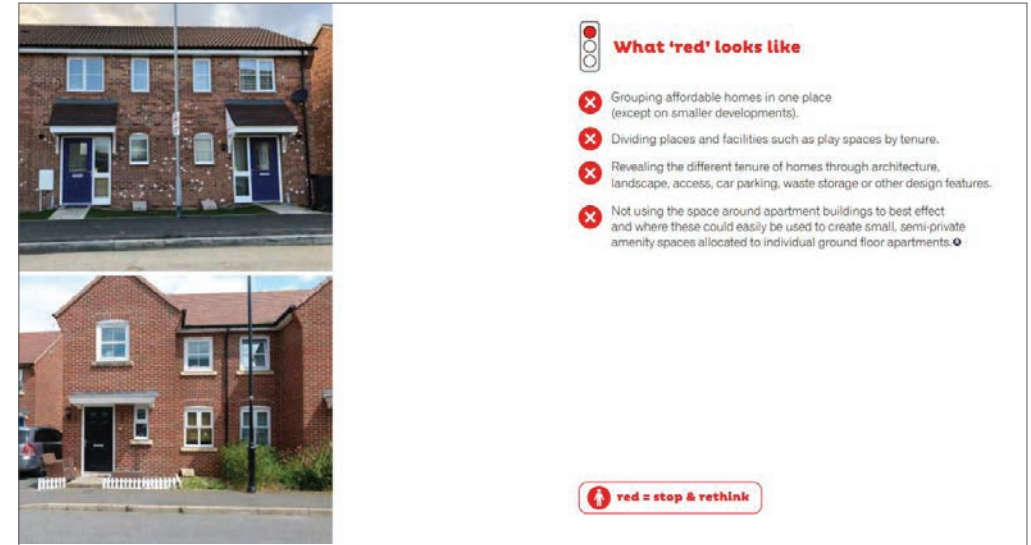 What ‘red’ looks like
Grouping affordable homes in one place
(except on smaller developments).
Dividing places and facilities such as play spaces by tenure.
Revealing the different tenure of homes through architecture,
landscape, access, car parking, waste storage or other design features.
Not using the space around apartment buildings to best effect
and where these could easily be used to create small, semi-private
amenity spaces allocated to individual ground floor apartments.
red = stop & rethink